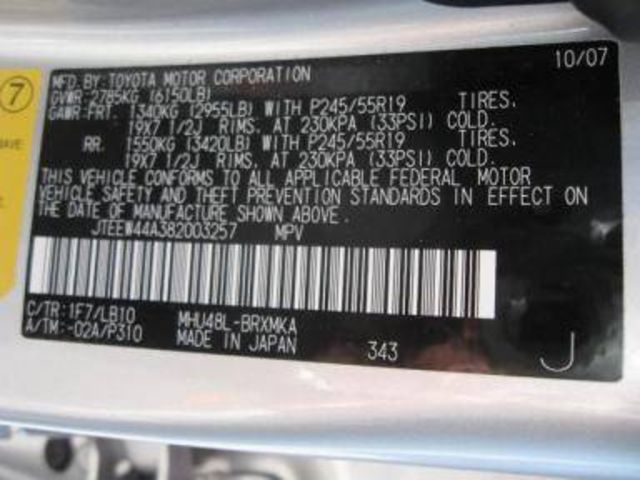 7
MFD.BY:TOYOTA MOTOR CORPORATION 10/07
GVWR 2785KG (6150LB)
GAWR-FRT. 1340KG (2955LB) WITH P245/55R19 TIRES.
19X7 1/2J RIMS. AT 230KPA (33PSI) COLD.
RR. 1550KG (3420LB) WITH P245/55R19 TIRES.
19X7 1/2J RIMS. AT 230KPA (33PSI) COLD.
THIS VEHICLE CONFORMS TO ALL APPLICABLE FEDERAL MOTOR
VEHICLE SAFETY AND THEFT PREVENTION STANDARDS IN EFFECT ON
THE DATE OF MANUFACTURE SHOWN ABOVE.
JTEEW44A382003257 MPV
C/TR:1F7/LB10 MHU48L-BRXMKA
A/TM:-02A/P310 MADE IN JAPAN 343 J